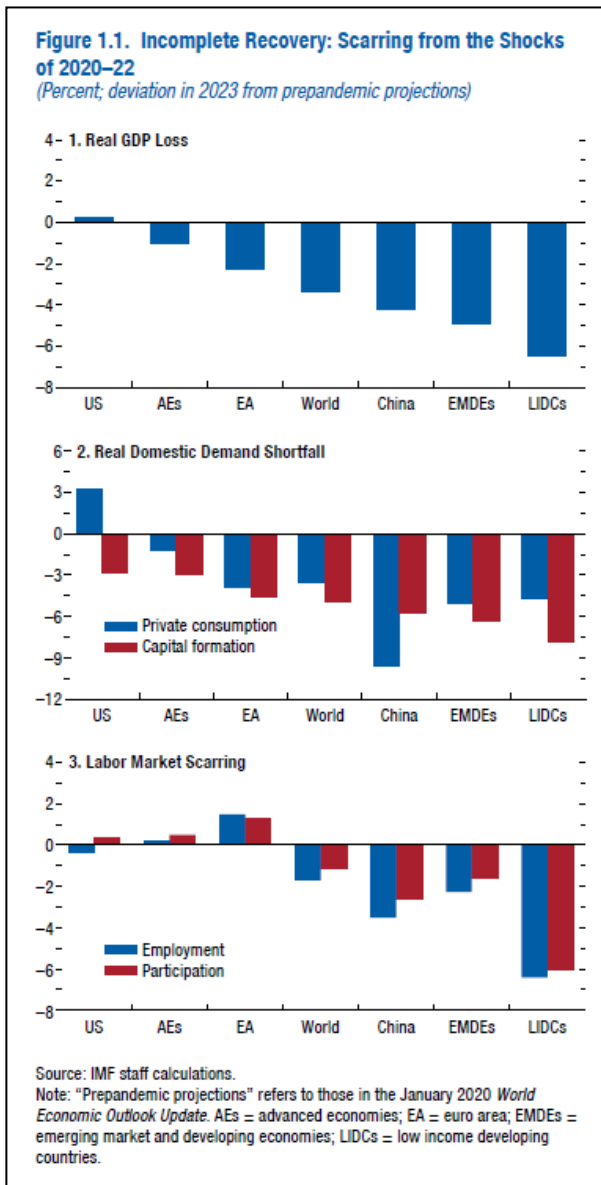 Figure 1.1. Incomplete Recovery: Scarring from the Shocks
of 2020–22
(Percent; deviation in 2023 from prepandemic projections)
4– 1. Real GDP Loss
2–
0
–2–
–4–
–6–
–8
US AEs EA World China EMDEs LIDCs
6– 2. Real Domestic Demand Shortfall
3–
0
–3–
–6–
Private consumption
Capital formation
–9–
–12
US AEs EA World China EMDEs LIDCs
4– 3. Labor Market Scarring
2–
0
–2–
–4–
Employment
Participation
–6–
–8
US AEs EA World China EMDEs LIDCs
Source: IMF staff calculations.
Note: “Prepandemic projections” refers to those in the January 2020 World
Economic Outlook Update. AEs = advanced economies; EA = euro area; EMDEs =
emerging market and developing economies; LIDCs = low income developing
countries.